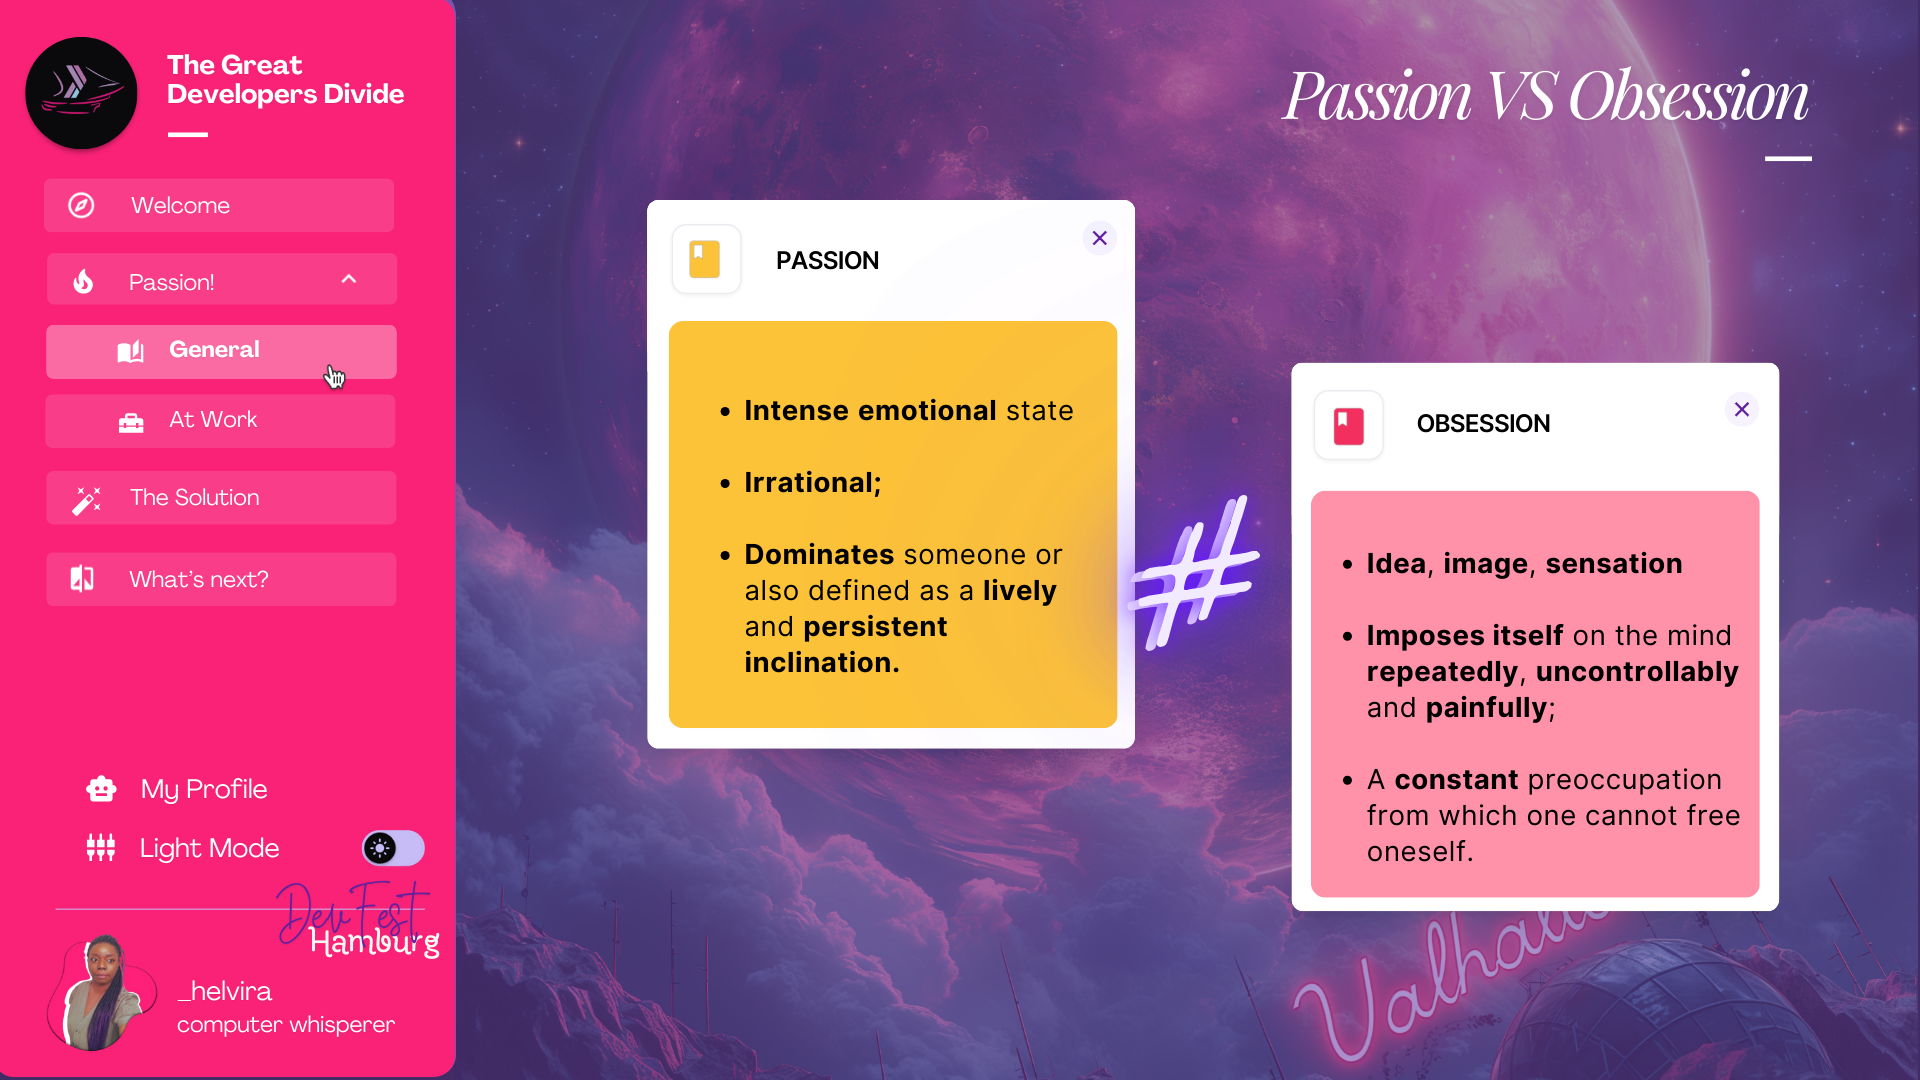 The Great
Developers Divide
Welcome
Passion!
General
At Work
The Solution
What's next?
My Profile
Light Mode
DevFest
Hamburg
_helvira
computer whisperer
Passion VS Obsession
PASSION
• Intense emotional state
• Irrational;
• Dominates someone or
also defined as a lively
and persistent
inclination.
#
OBSESSION
• Idea, image, sensation
• Imposes itself on the mind
repeatedly, uncontrollably
and painfully;
• A constant preoccupation
from which one cannot free
oneself.